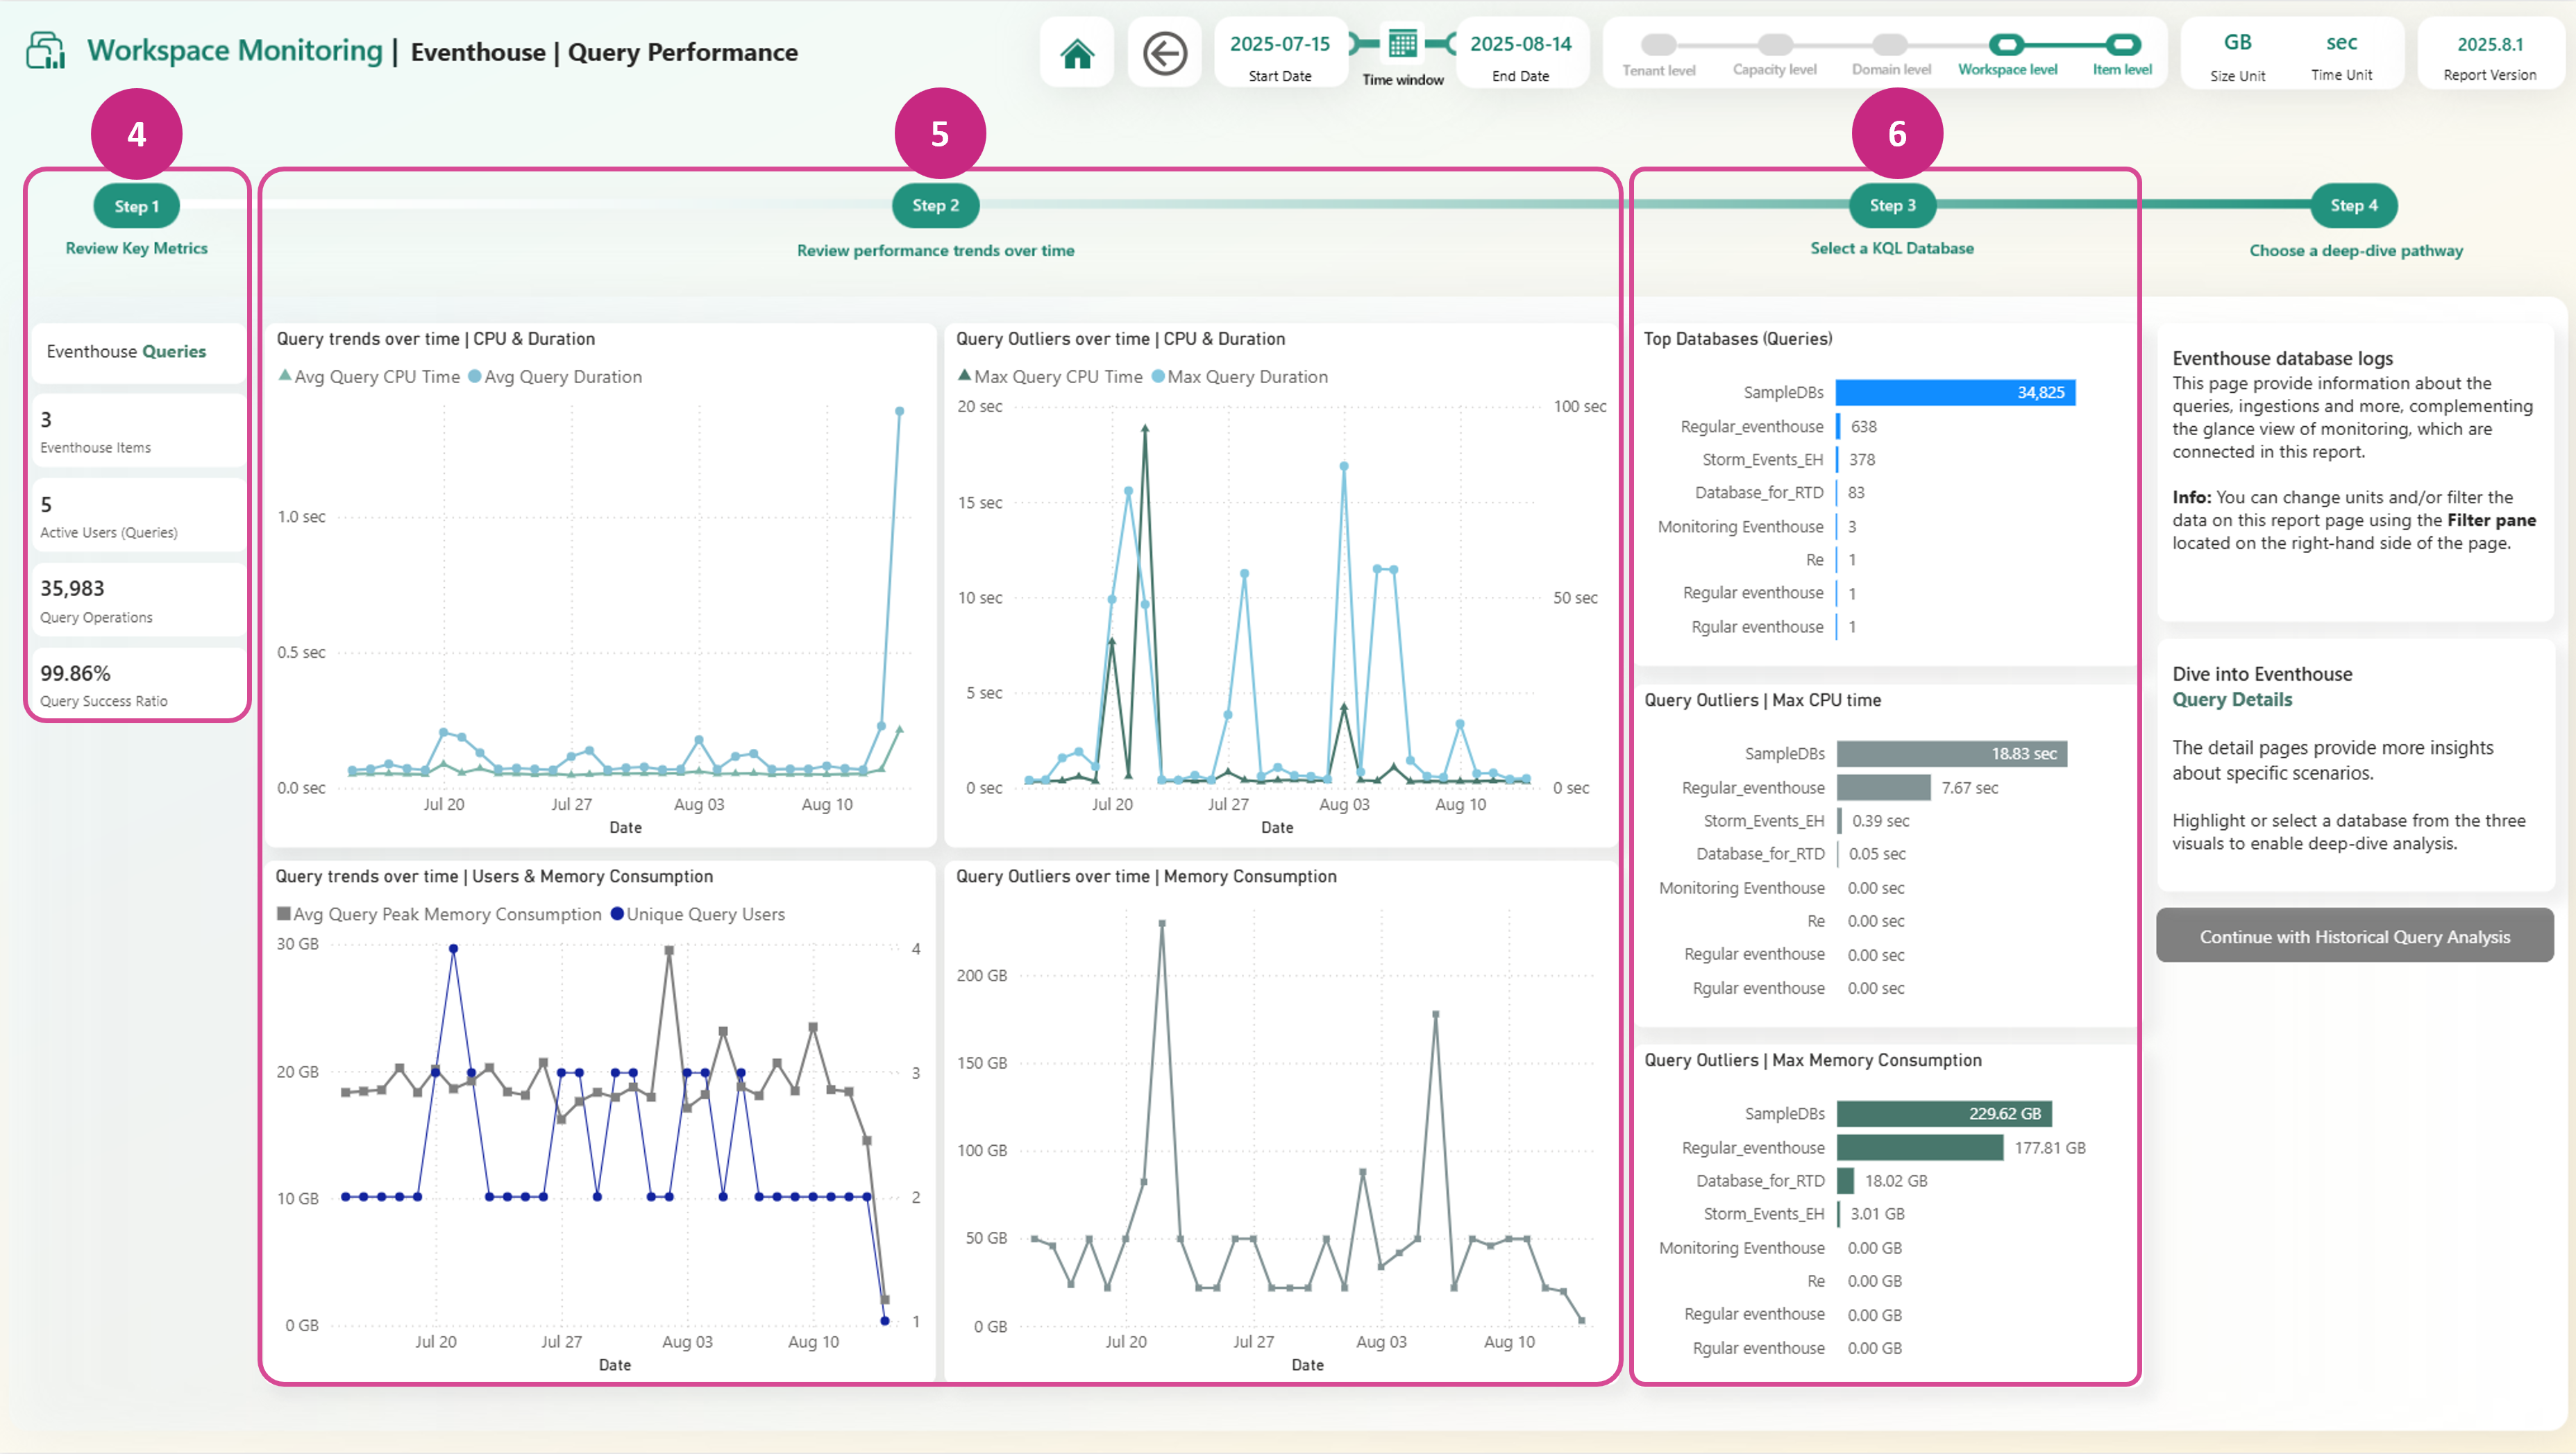 Workspace Monitoring | Eventhouse | Query Performance
2025-07-15
Start Date
Time window
2025-08-14
End Date
Tenant level
Capacity level
Domain level
Workspace level
Item level
GB
Size Unit
sec
Time Unit
2025.8.1
Report Version
4
5
6
Step 1
Review Key Metrics
Step 2
Review performance trends over time
Step 3
Select a KQL Database
Step 4
Choose a deep-dive pathway
Eventhouse Queries
3
Eventhouse Items
5
Active Users (Queries)
35,983
Query Operations
99.86%
Query Success Ratio
Query trends over time | CPU & Duration
Avg Query CPU Time Avg Query Duration
1.0 sec
0.5 sec
0.0 sec
Jul 20 Jul 27 Aug 03 Aug 10
Date
Query Outliers over time | CPU & Duration
Max Query CPU Time Max Query Duration
20 sec 100 sec
15 sec
10 sec 50 sec
5 sec
0 sec 0 sec
Jul 20 Jul 27 Aug 03 Aug 10
Date
Query trends over time | Users & Memory Consumption
Avg Query Peak Memory Consumption Unique Query Users
30 GB 4
20 GB 3
10 GB 2
0 GB 1
Jul 20 Jul 27 Aug 03 Aug 10
Date
Query Outliers over time | Memory Consumption
200 GB
150 GB
100 GB
50 GB
0 GB
Jul 20 Jul 27 Aug 03 Aug 10
Date
Top Databases (Queries)
SampleDBs 34,825
Regular_eventhouse 638
Storm_Events_EH 378
Database_for_RTD 83
Monitoring Eventhouse 3
Re 1
Regular eventhouse 1
Rgular eventhouse 1
Query Outliers | Max CPU time
SampleDBs 18.83 sec
Regular_eventhouse 7.67 sec
Storm_Events_EH 0.39 sec
Database_for_RTD 0.05 sec
Monitoring Eventhouse 0.00 sec
Re 0.00 sec
Regular eventhouse 0.00 sec
Rgular eventhouse 0.00 sec
Query Outliers | Max Memory Consumption
SampleDBs 229.62 GB
Regular_eventhouse 177.81 GB
Database_for_RTD 18.02 GB
Storm_Events_EH 3.01 GB
Monitoring Eventhouse 0.00 GB
Re 0.00 GB
Regular eventhouse 0.00 GB
Rgular eventhouse 0.00 GB
Eventhouse database logs
This page provide information about the
queries, ingestions and more, complementing
the glance view of monitoring, which are
connected in this report.
Info: You can change units and/or filter the
data on this report page using the Filter pane
located on the right-hand side of the page.
Dive into Eventhouse
Query Details
The detail pages provide more insights
about specific scenarios.
Highlight or select a database from the three
visuals to enable deep-dive analysis.
Continue with Historical Query Analysis